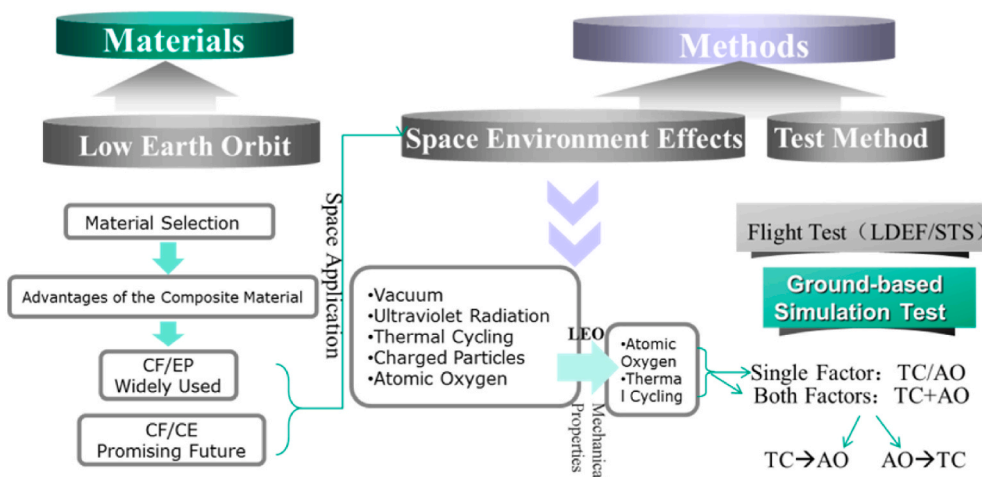 Materials
Low Earth Orbit
Material Selection
Advantages of the Composite Material
CF/EP
Widely Used
CF/CE
Promising Future
Space Application
Methods
Space Environment Effects
Test Method
•Vacuum
•Ultraviolet Radiation
•Thermal Cycling
•Charged Particles
•Atomic Oxygen
LEO
Mechanica
Properties
•Atomic
Oxygen
•Therma
l Cycling
Flight Test（LDEF/STS）
Ground-based
Simulation Test
Single Factor： TC/AO
Both Factors： TC+AO
TC→AO
AO→TC